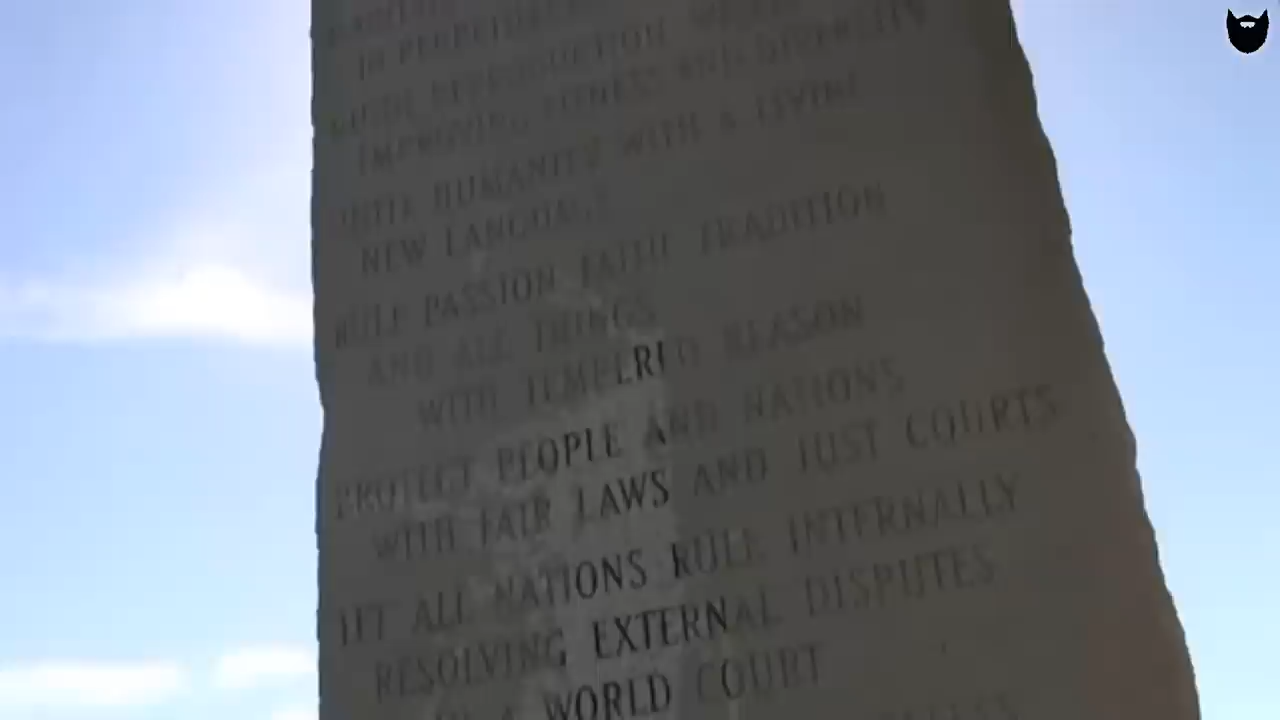 IN PERPETUAL
GUIDE REPRODUCTION WISELY
IMPROVING FITNESS AND DIVERSITY
UNITE HUMANITY WITH A LIVING
NEW LANGUAGE
RULE PASSION FAITH TRADITION
AND ALL THINGS
WITH TEMPERED REASON
PROTECT PEOPLE AND NATIONS
WITH FAIR LAWS AND JUST COURTS
LET ALL NATIONS RULE INTERNALLY
RESOLVING EXTERNAL DISPUTES
IN A WORLD COURT